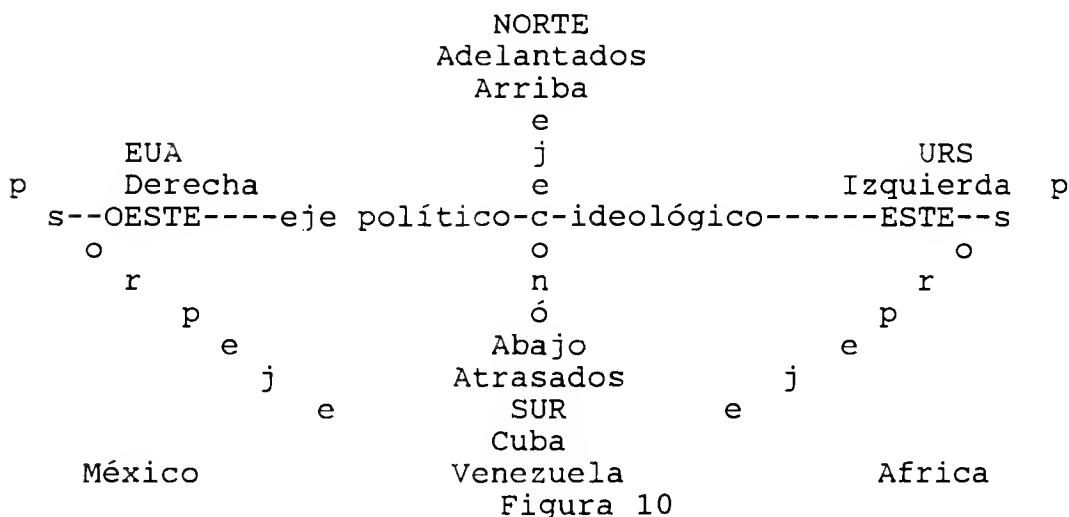 NORTE
Adelantados
Arriba
e
EUA j URS
p Derecha e Izquierda p
s--OESTE----eje político-c-ideológico------ESTE--s
o o o
r n r
p ó p
e Abajo e
j Atrasados j
e SUR e
Cuba
México Venezuela Africa
Figura 10